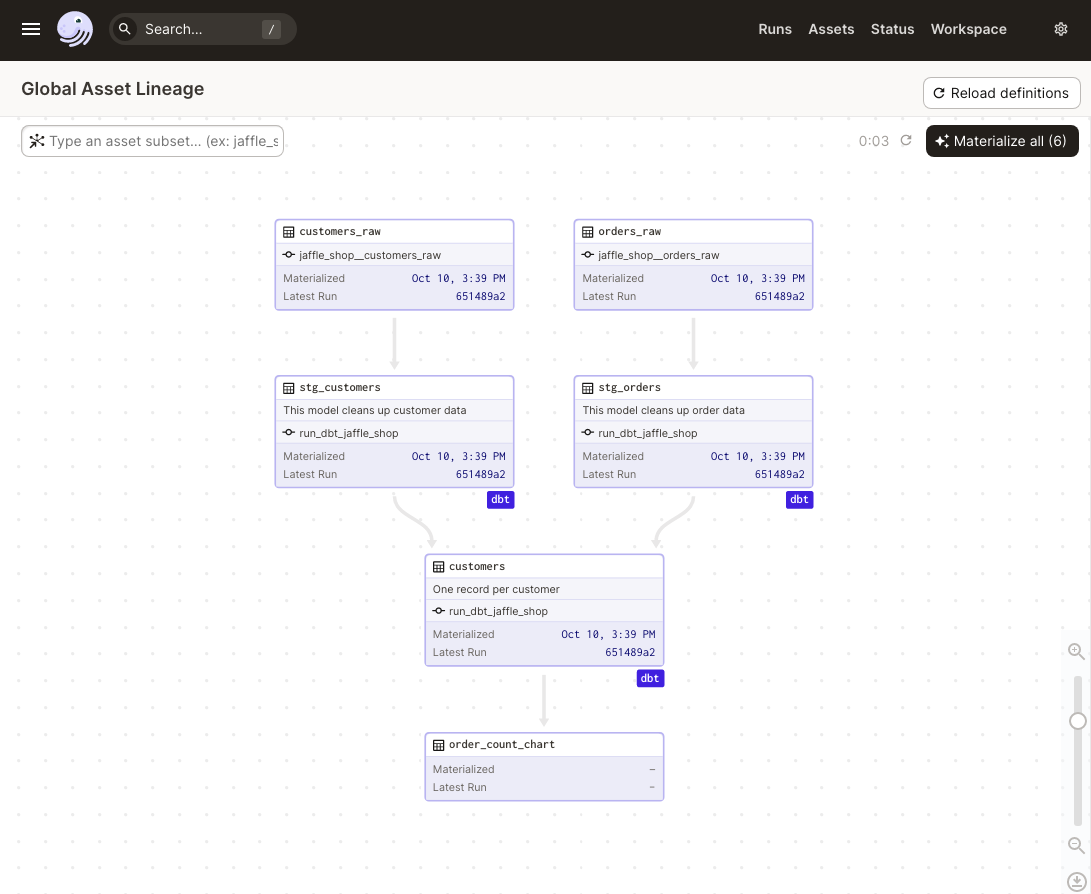 Search... /
Runs Assets Status Workspace
Global Asset Lineage
Reload definitions
Type an asset subset... (ex: jaffle_s
0:03
Materialize all (6)
customers_raw
jaffle_shop__customers_raw
Materialized Oct 10, 3:39 PM
Latest Run 651489a2
orders_raw
jaffle_shop__orders_raw
Materialized Oct 10, 3:39 PM
Latest Run 651489a2
stg_customers
This model cleans up customer data
run_dbt_jaffle_shop
Materialized Oct 10, 3:39 PM
Latest Run 651489a2
dbt
stg_orders
This model cleans up order data
run_dbt_jaffle_shop
Materialized Oct 10, 3:39 PM
Latest Run 651489a2
dbt
customers
One record per customer
run_dbt_jaffle_shop
Materialized Oct 10, 3:39 PM
Latest Run 651489a2
dbt
order_count_chart
Materialized –
Latest Run –